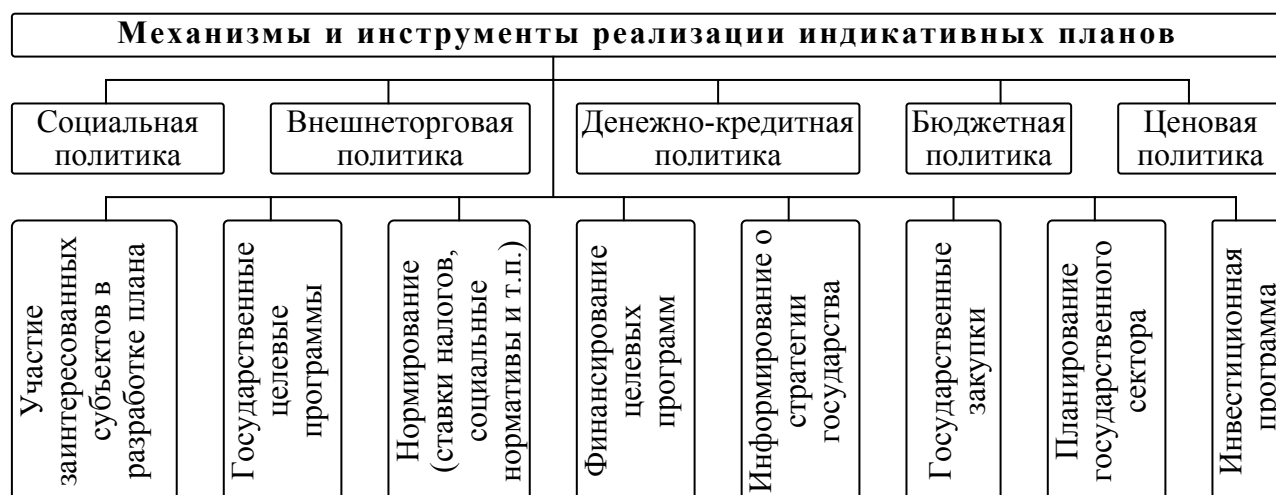 Механизмы и инструменты реализации индикативных планов
Социальная
политика
Внешнеторговая
политика
Денежно-кредитная
политика
Бюджетная
политика
Ценовая
политика
Участие
заинтересованных
субъектов в
разработке плана
Государственные
целевые
программы
Нормирование
(ставки налогов,
социальные
нормативы и т.п.)
Финансирование
целевых
программ
Информирование о
стратегии
государства
Государственные
закупки
Планирование
государственного
сектора
Инвестиционная
программа